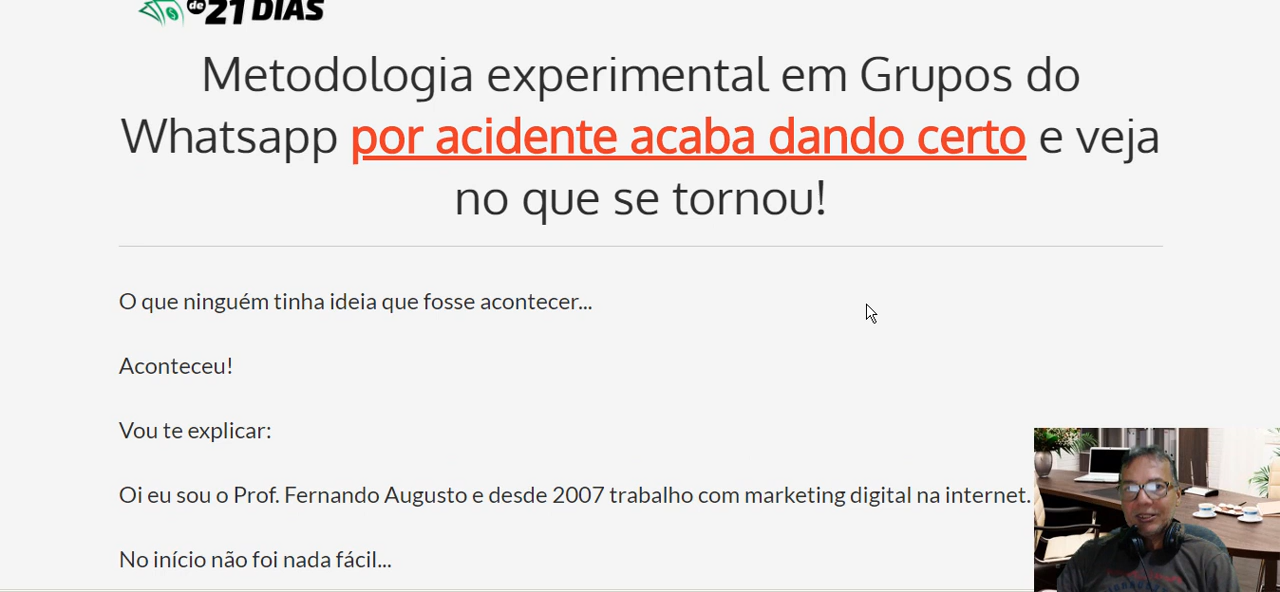 de 21 DIAS
Metodologia experimental em Grupos do
Whatsapp por acidente acaba dando certo e veja
no que se tornou!
O que ninguém tinha ideia que fosse acontecer...
Aconteceu!
Vou te explicar:
Oi eu sou o Prof. Fernando Augusto e desde 2007 trabalho com marketing digital na internet.
No início não foi nada fácil...